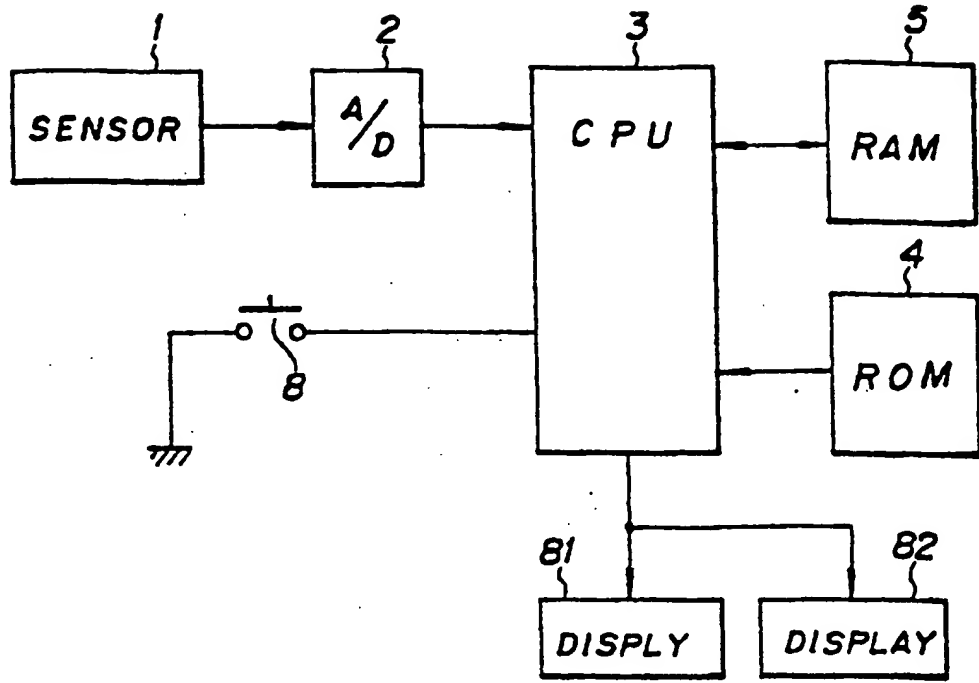 1
2
3
5
SENSOR
A/D
CPU
RAM
4
8
ROM
81
82
DISPLY
DISPLAY